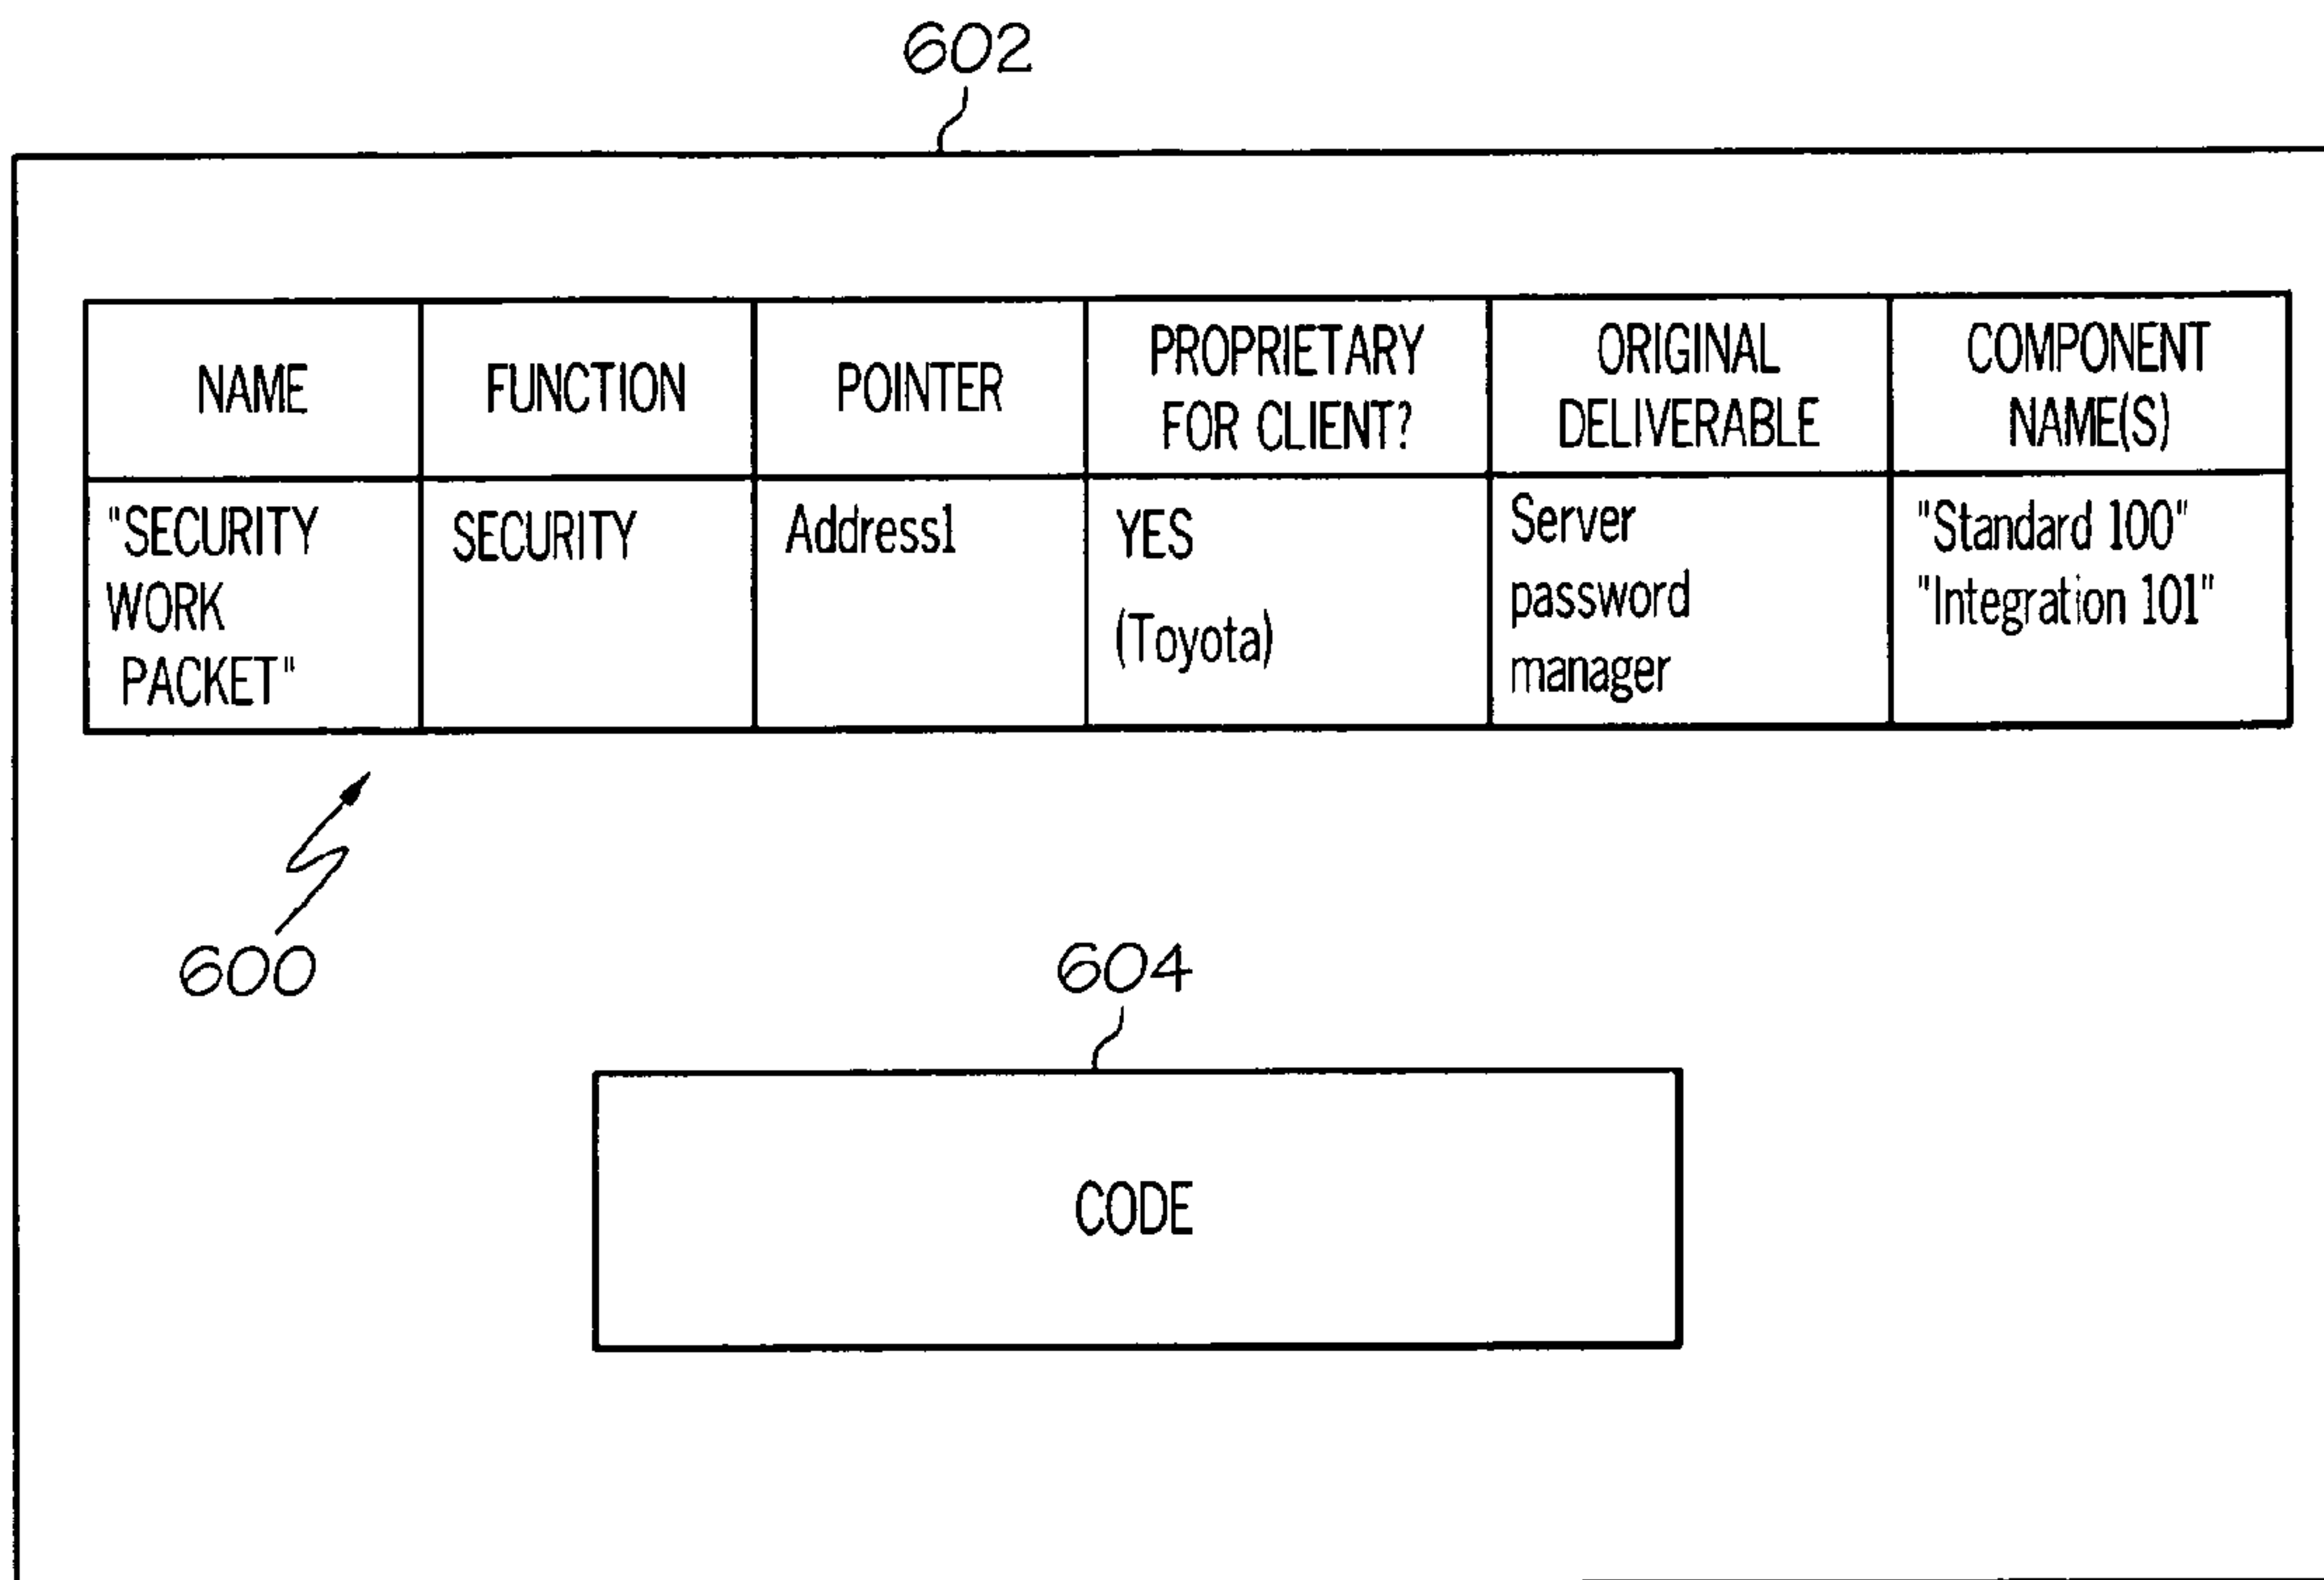 602
NAME
FUNCTION
POINTER
PROPRIETARY
FOR CLIENT?
ORIGINAL
DELIVERABLE
COMPONENT
NAME(S)
"SECURITY
WORK
PACKET"
SECURITY
Address1
YES
(Toyota)
Server
password
manager
"Standard 100"
"Integration 101"
600
604
CODE